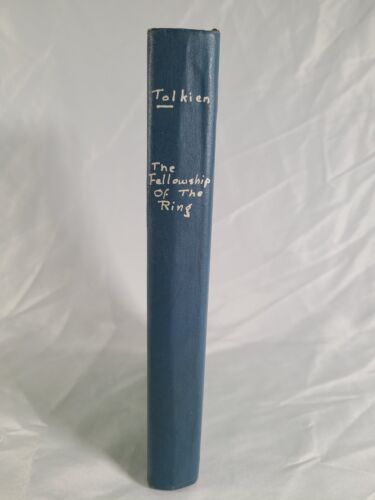 Tolkien
The
Fellowship
Of The
Ring